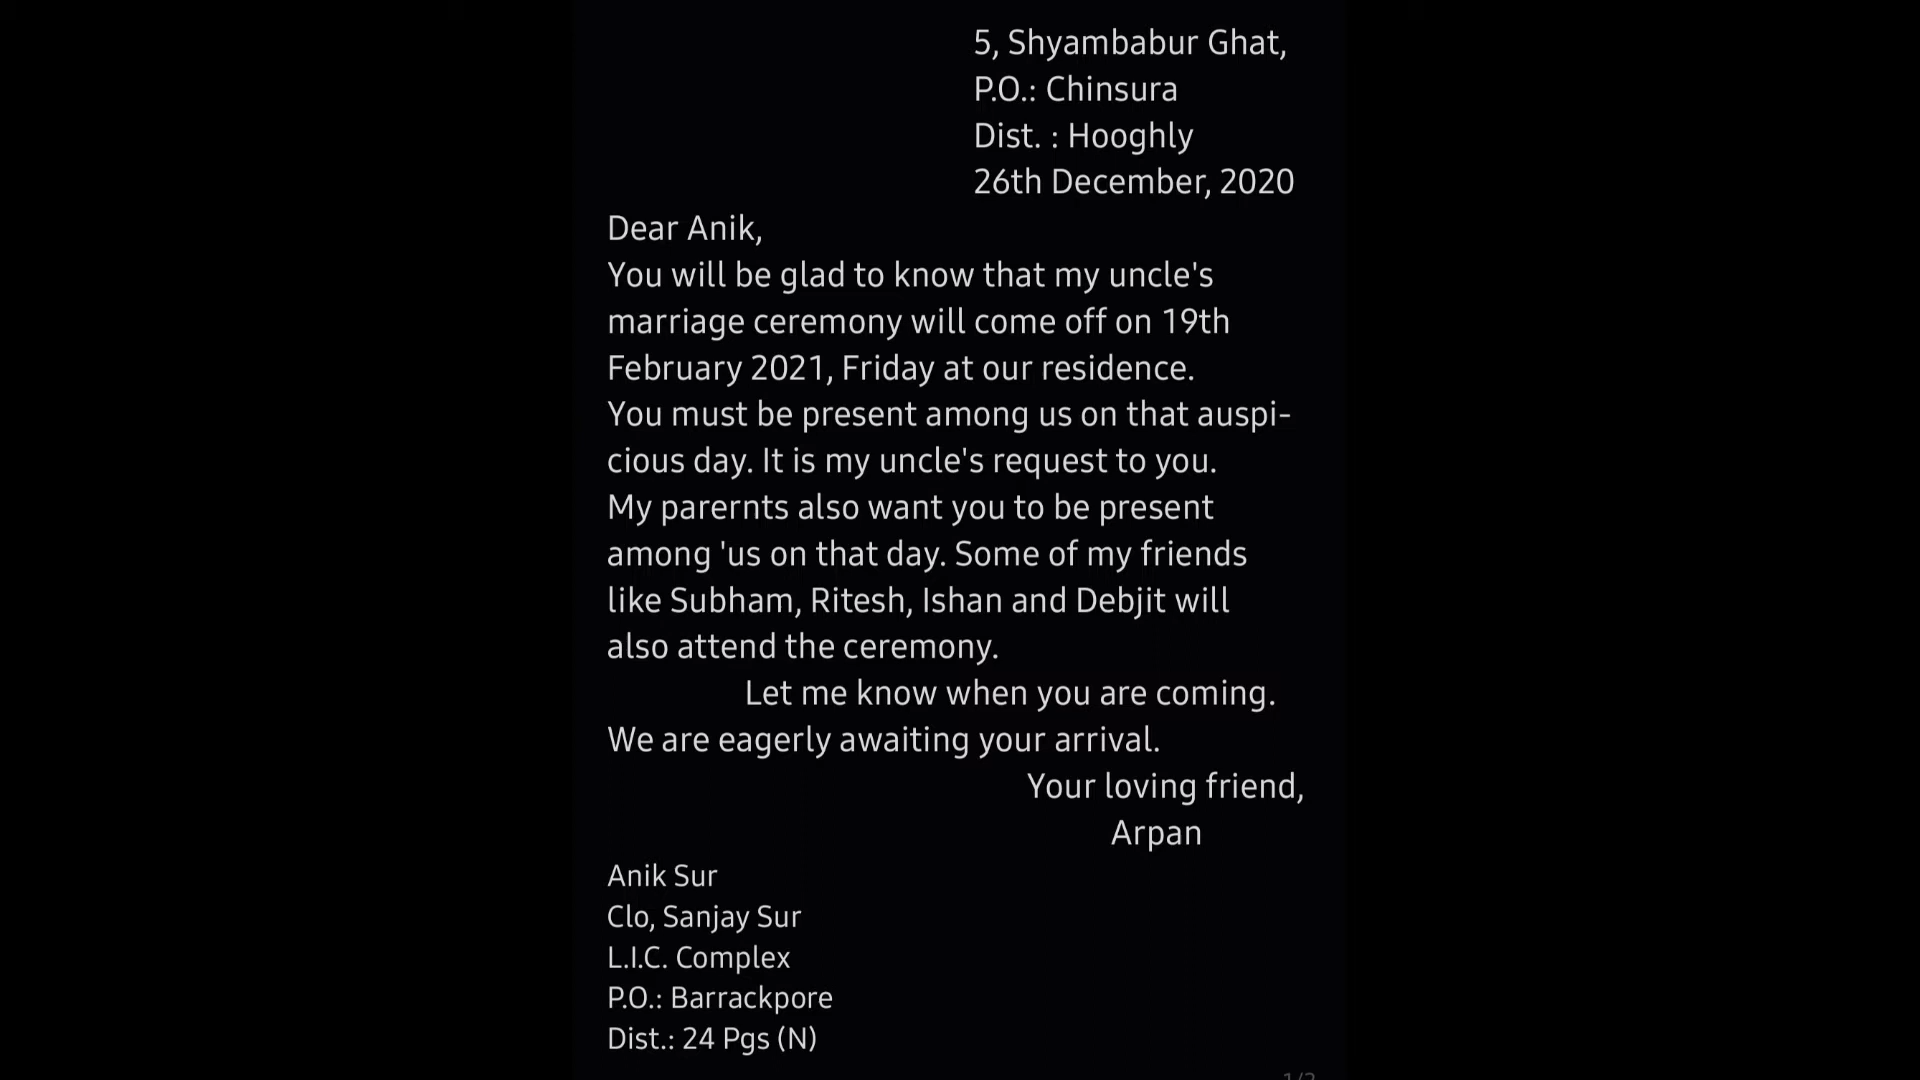 5, Shyambabur Ghat,
P.O.: Chinsura
Dist. : Hooghly
26th December, 2020
Dear Anik,
You will be glad to know that my uncle's
marriage ceremony will come off on 19th
February 2021, Friday at our residence.
You must be present among us on that auspi-
cious day. It is my uncle's request to you.
My parernts also want you to be present
among 'us on that day. Some of my friends
like Subham, Ritesh, Ishan and Debjit will
also attend the ceremony.
Let me know when you are coming.
We are eagerly awaiting your arrival.
Your loving friend,
Arpan
Anik Sur
Clo, Sanjay Sur
L.I.C. Complex
P.O.: Barrackpore
Dist.: 24 Pgs (N)